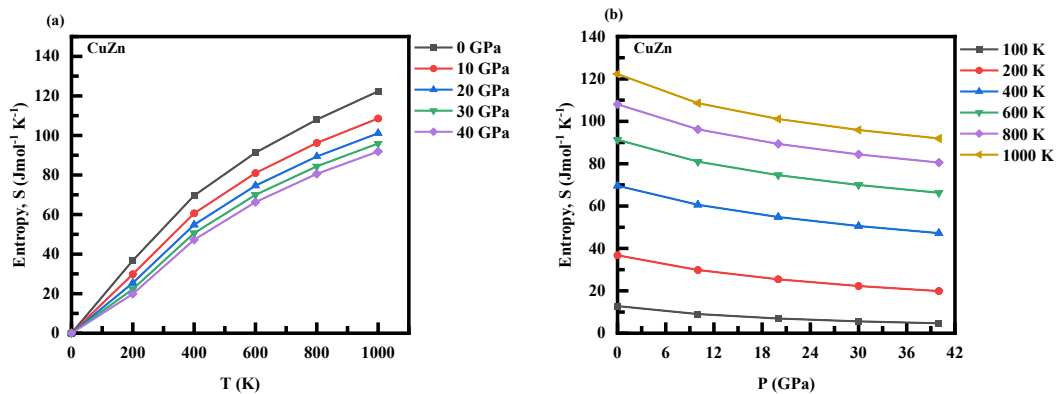 (a)
CuZn
0 GPa
10 GPa
20 GPa
30 GPa
40 GPa
Entropy, S (Jmol⁻¹ K⁻¹)
140
120
100
80
60
40
20
0
0 200 400 600 800 1000
T (K)
(b)
CuZn
100 K
200 K
400 K
600 K
800 K
1000 K
Entropy, S (Jmol⁻¹ K⁻¹)
140
120
100
80
60
40
20
0
0 6 12 18 24 30 36 42
P (GPa)